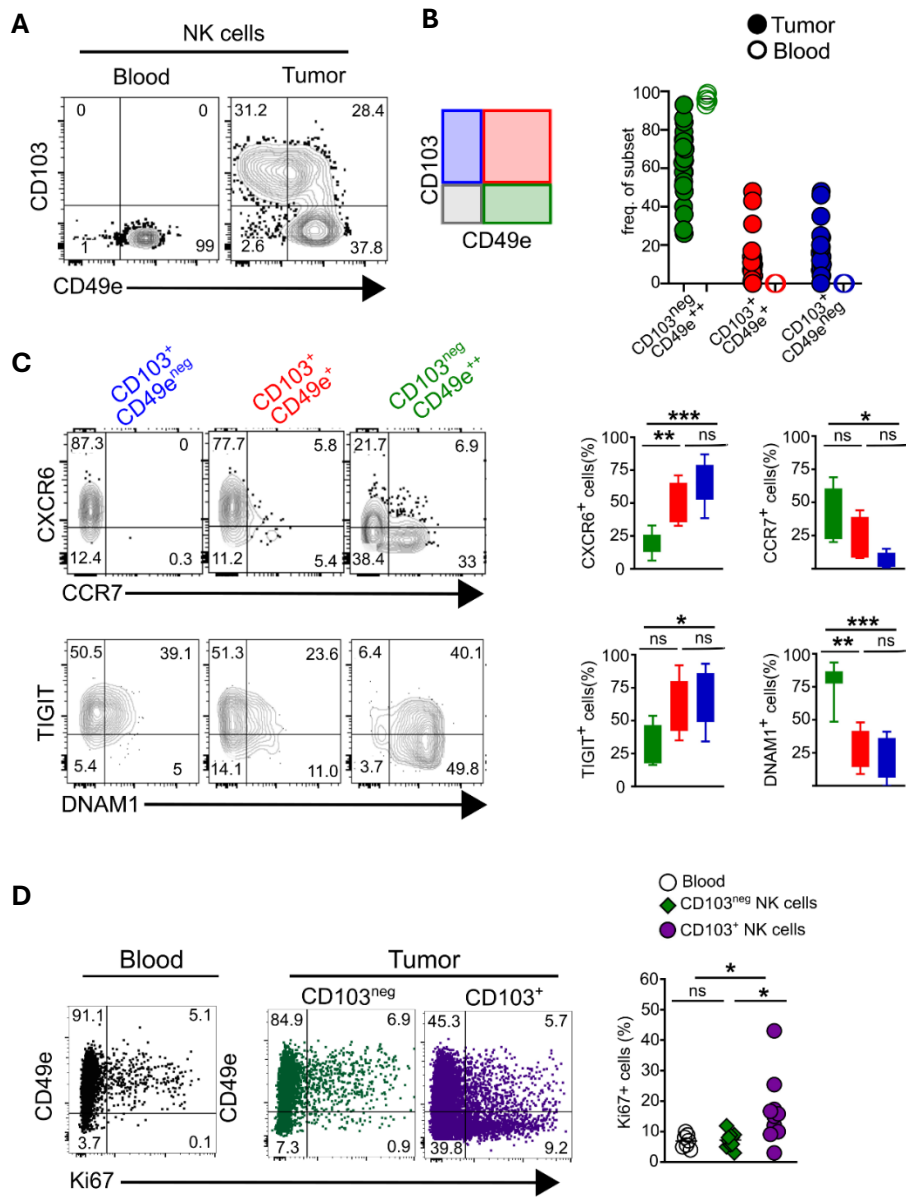 A
NK cells
Blood
Tumor
0
0
1
99
31.2
28.4
2.6
37.8
CD103
CD49e
B
Tumor
Blood
CD103
CD49e
freq. of subset
100
80
60
40
20
0
CD103neg
CD49e++
CD103+
CD49e+
CD103+
CD49eneg
C
CD103+
CD49eneg
CD103+
CD49e+
CD103neg
CD49e++
87.3
0
12.4
0.3
77.7
5.8
11.2
5.4
21.7
6.9
38.4
33
CXCR6
CCR7
50.5
39.1
5.4
5
51.3
23.6
14.1
11.0
6.4
40.1
3.7
49.8
TIGIT
DNAM1
***
**
ns
CXCR6+ cells(%)
100
75
50
25
0
*
ns
ns
CCR7+ cells(%)
100
75
50
25
*
ns
ns
TIGIT+ cells(%)
100
75
50
25
0
***
**
ns
DNAM1+ cells(%)
100
75
50
25
0
D
Blood
91.1
5.1
3.7
0.1
CD49e
Tumor
CD103neg
CD103+
84.9
6.9
7.3
0.9
45.3
5.7
39.8
9.2
CD49e
Ki67
Blood
CD103neg NK cells
CD103+ NK cells
*
ns
*
Ki67+ cells (%)
60
50
40
30
20
10
0